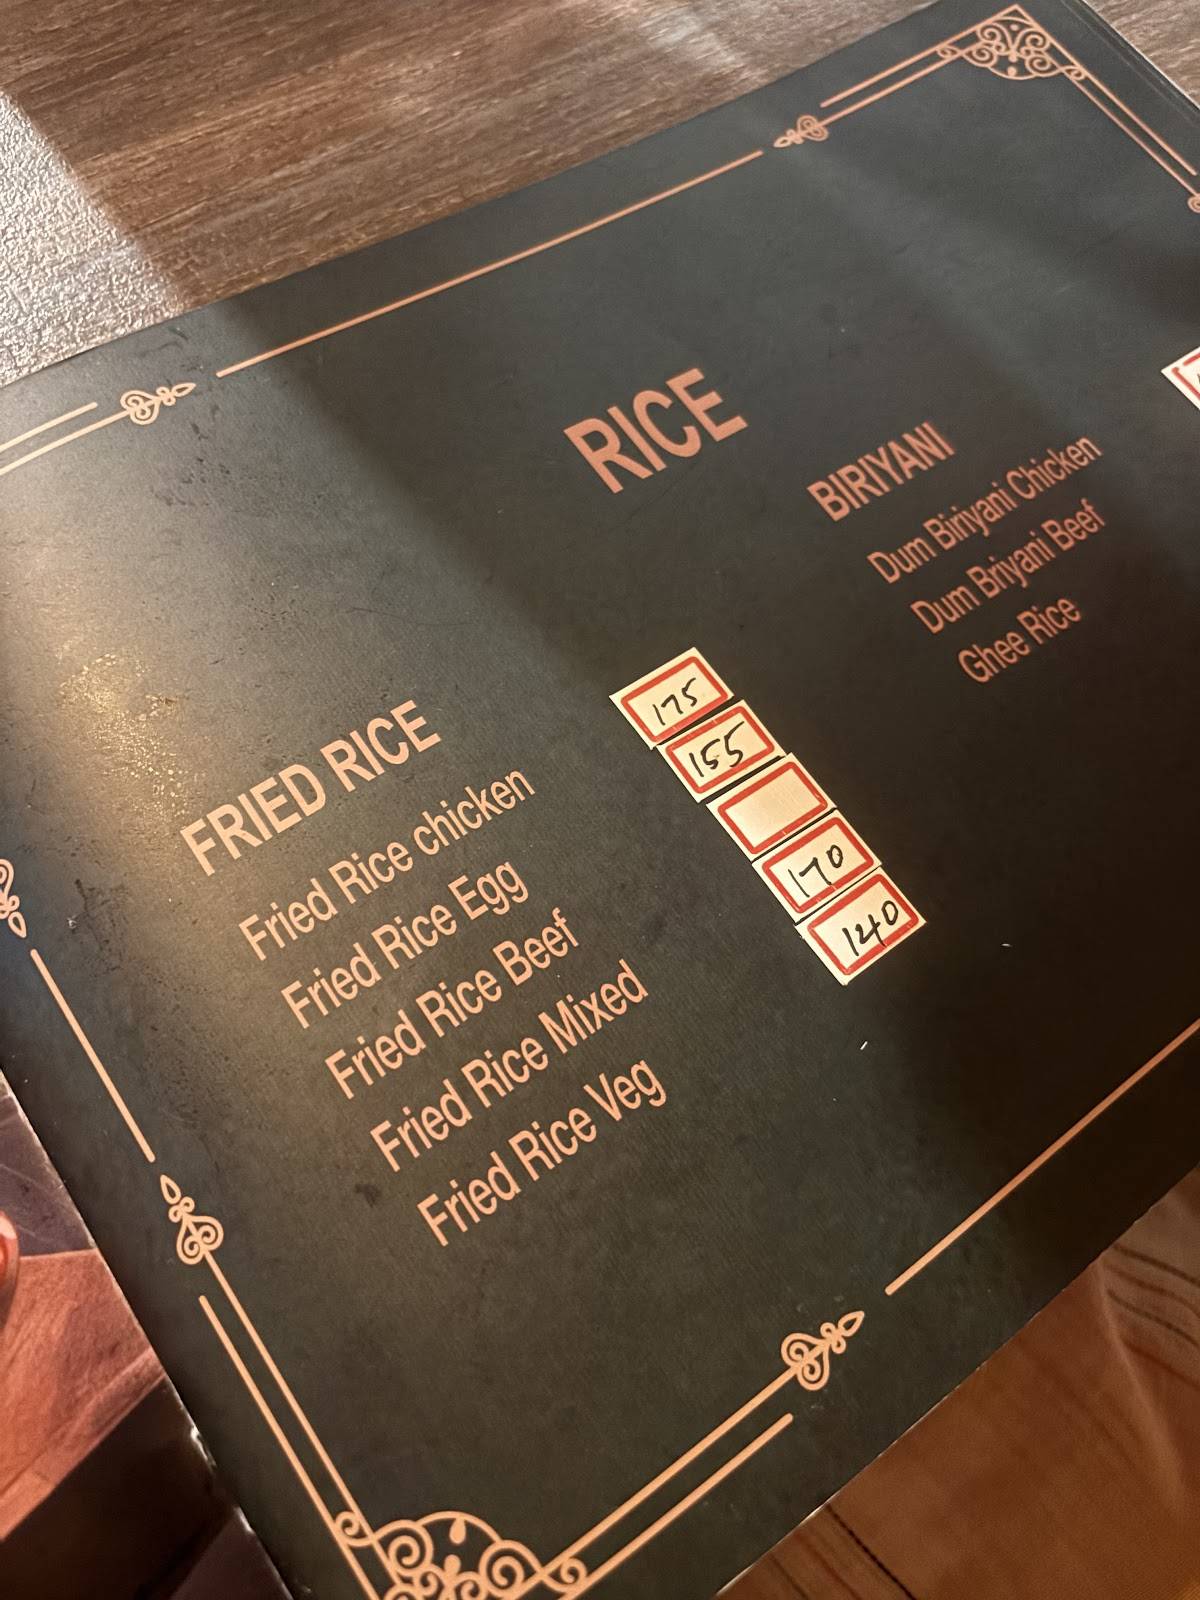 RICE
FRIED RICE
Fried Rice chicken 175
Fried Rice Egg 155
Fried Rice Beef
Fried Rice Mixed 170
Fried Rice Veg 140
BIRIYANI
Dum Biriyani Chicken
Dum Briyani Beef
Ghee Rice